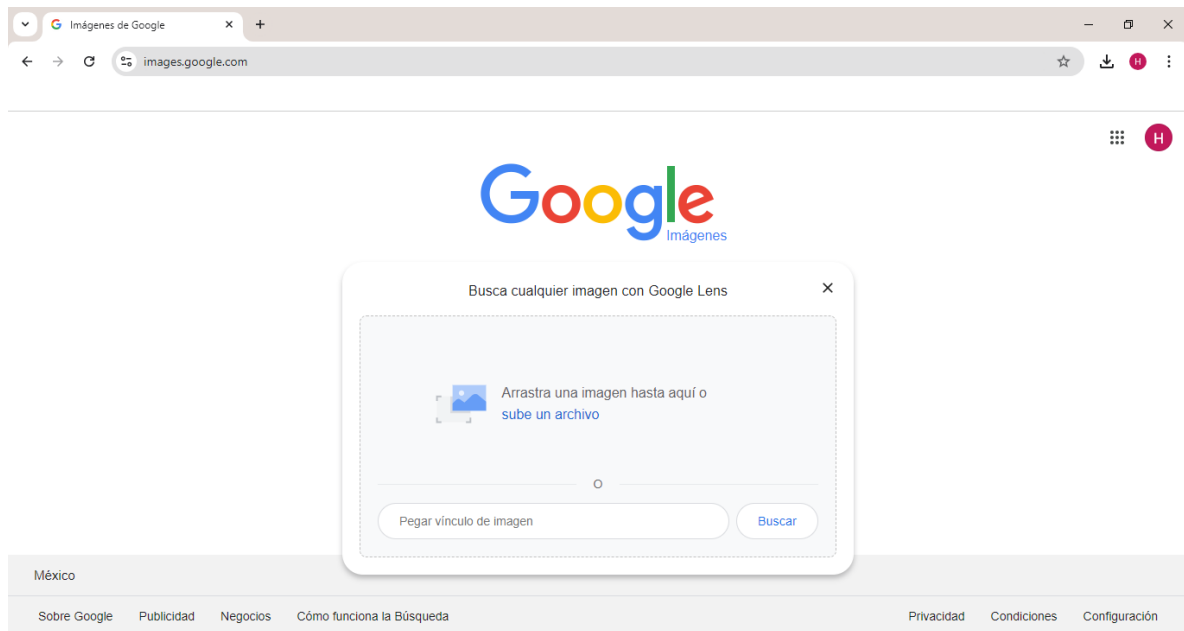 Imágenes de Google
images.google.com
H
H
Google
Imágenes
Busca cualquier imagen con Google Lens
Arrastra una imagen hasta aquí o
sube un archivo
O
Pegar vínculo de imagen
Buscar
México
Sobre Google Publicidad Negocios Cómo funciona la Búsqueda Privacidad Condiciones Configuración